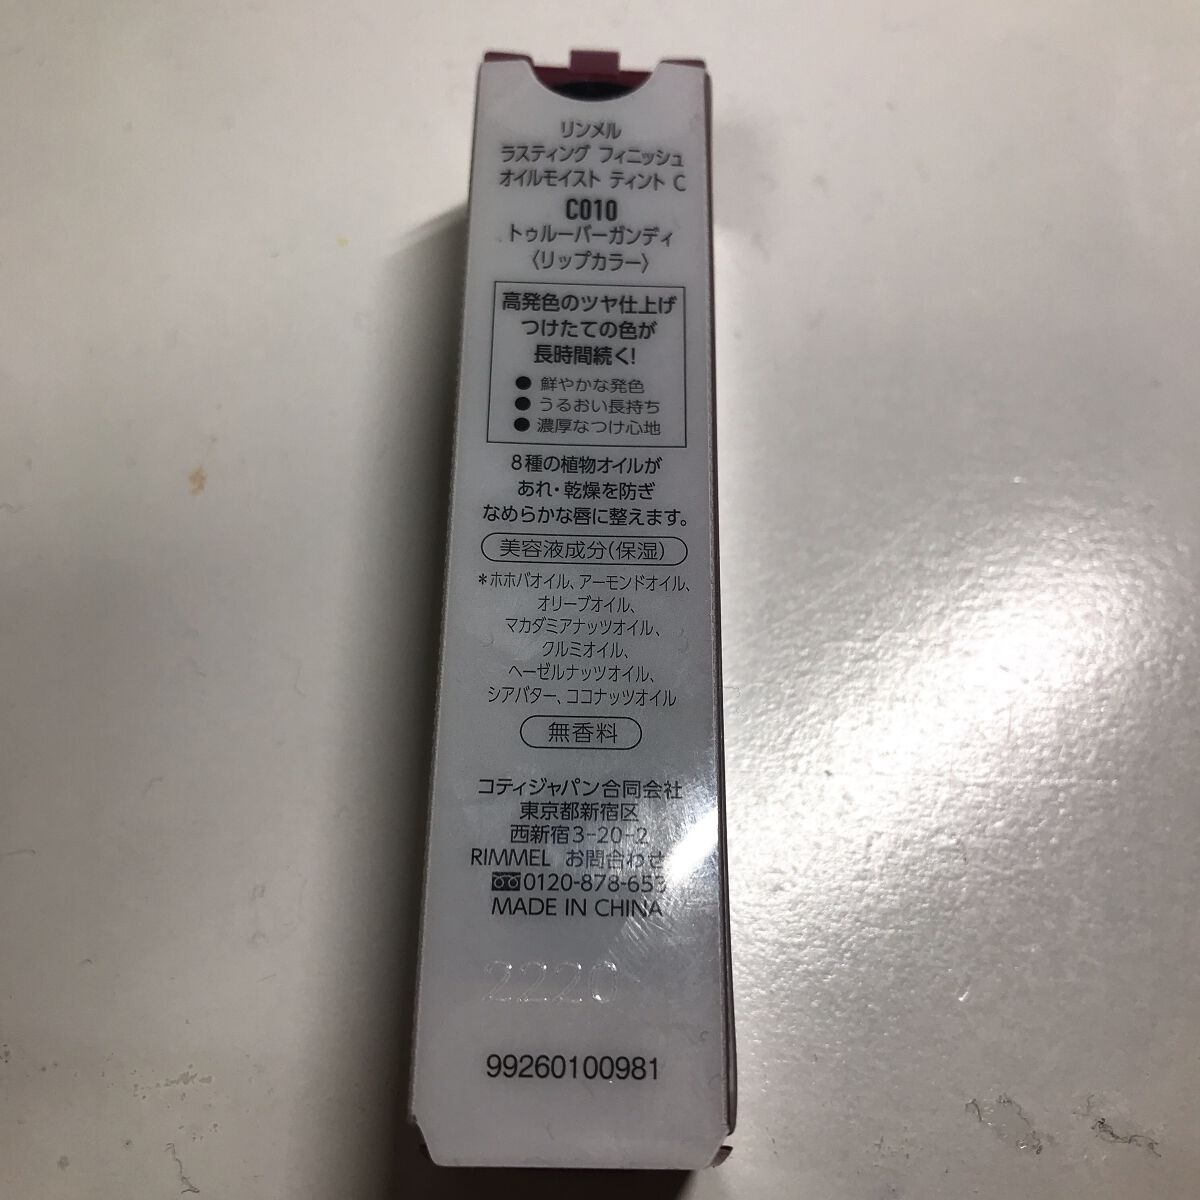 リンメル
ラスティング フィニッシュ
オイルモイスト ティント C
C010
トゥルーバーガンディ
〈リップカラー〉
高発色のツヤ仕上げ
つけたての色が
長時間続く!
● 鮮やかな発色
● うるおい長持ち
● 濃厚なつけ心地
8種の植物オイルが
あれ・乾燥を防ぎ
なめらかな唇に整えます。
美容液成分(保湿)
*ホホバオイル、アーモンドオイル、
オリーブオイル、
マカダミアナッツオイル、
クルミオイル、
ヘーゼルナッツオイル、
シアバター、ココナッツオイル
無香料
コティジャパン合同会社
東京都新宿区
西新宿3-20-2
RIMMEL お問合わせ
0120-878-653
MADE IN CHINA
2220
99260100981